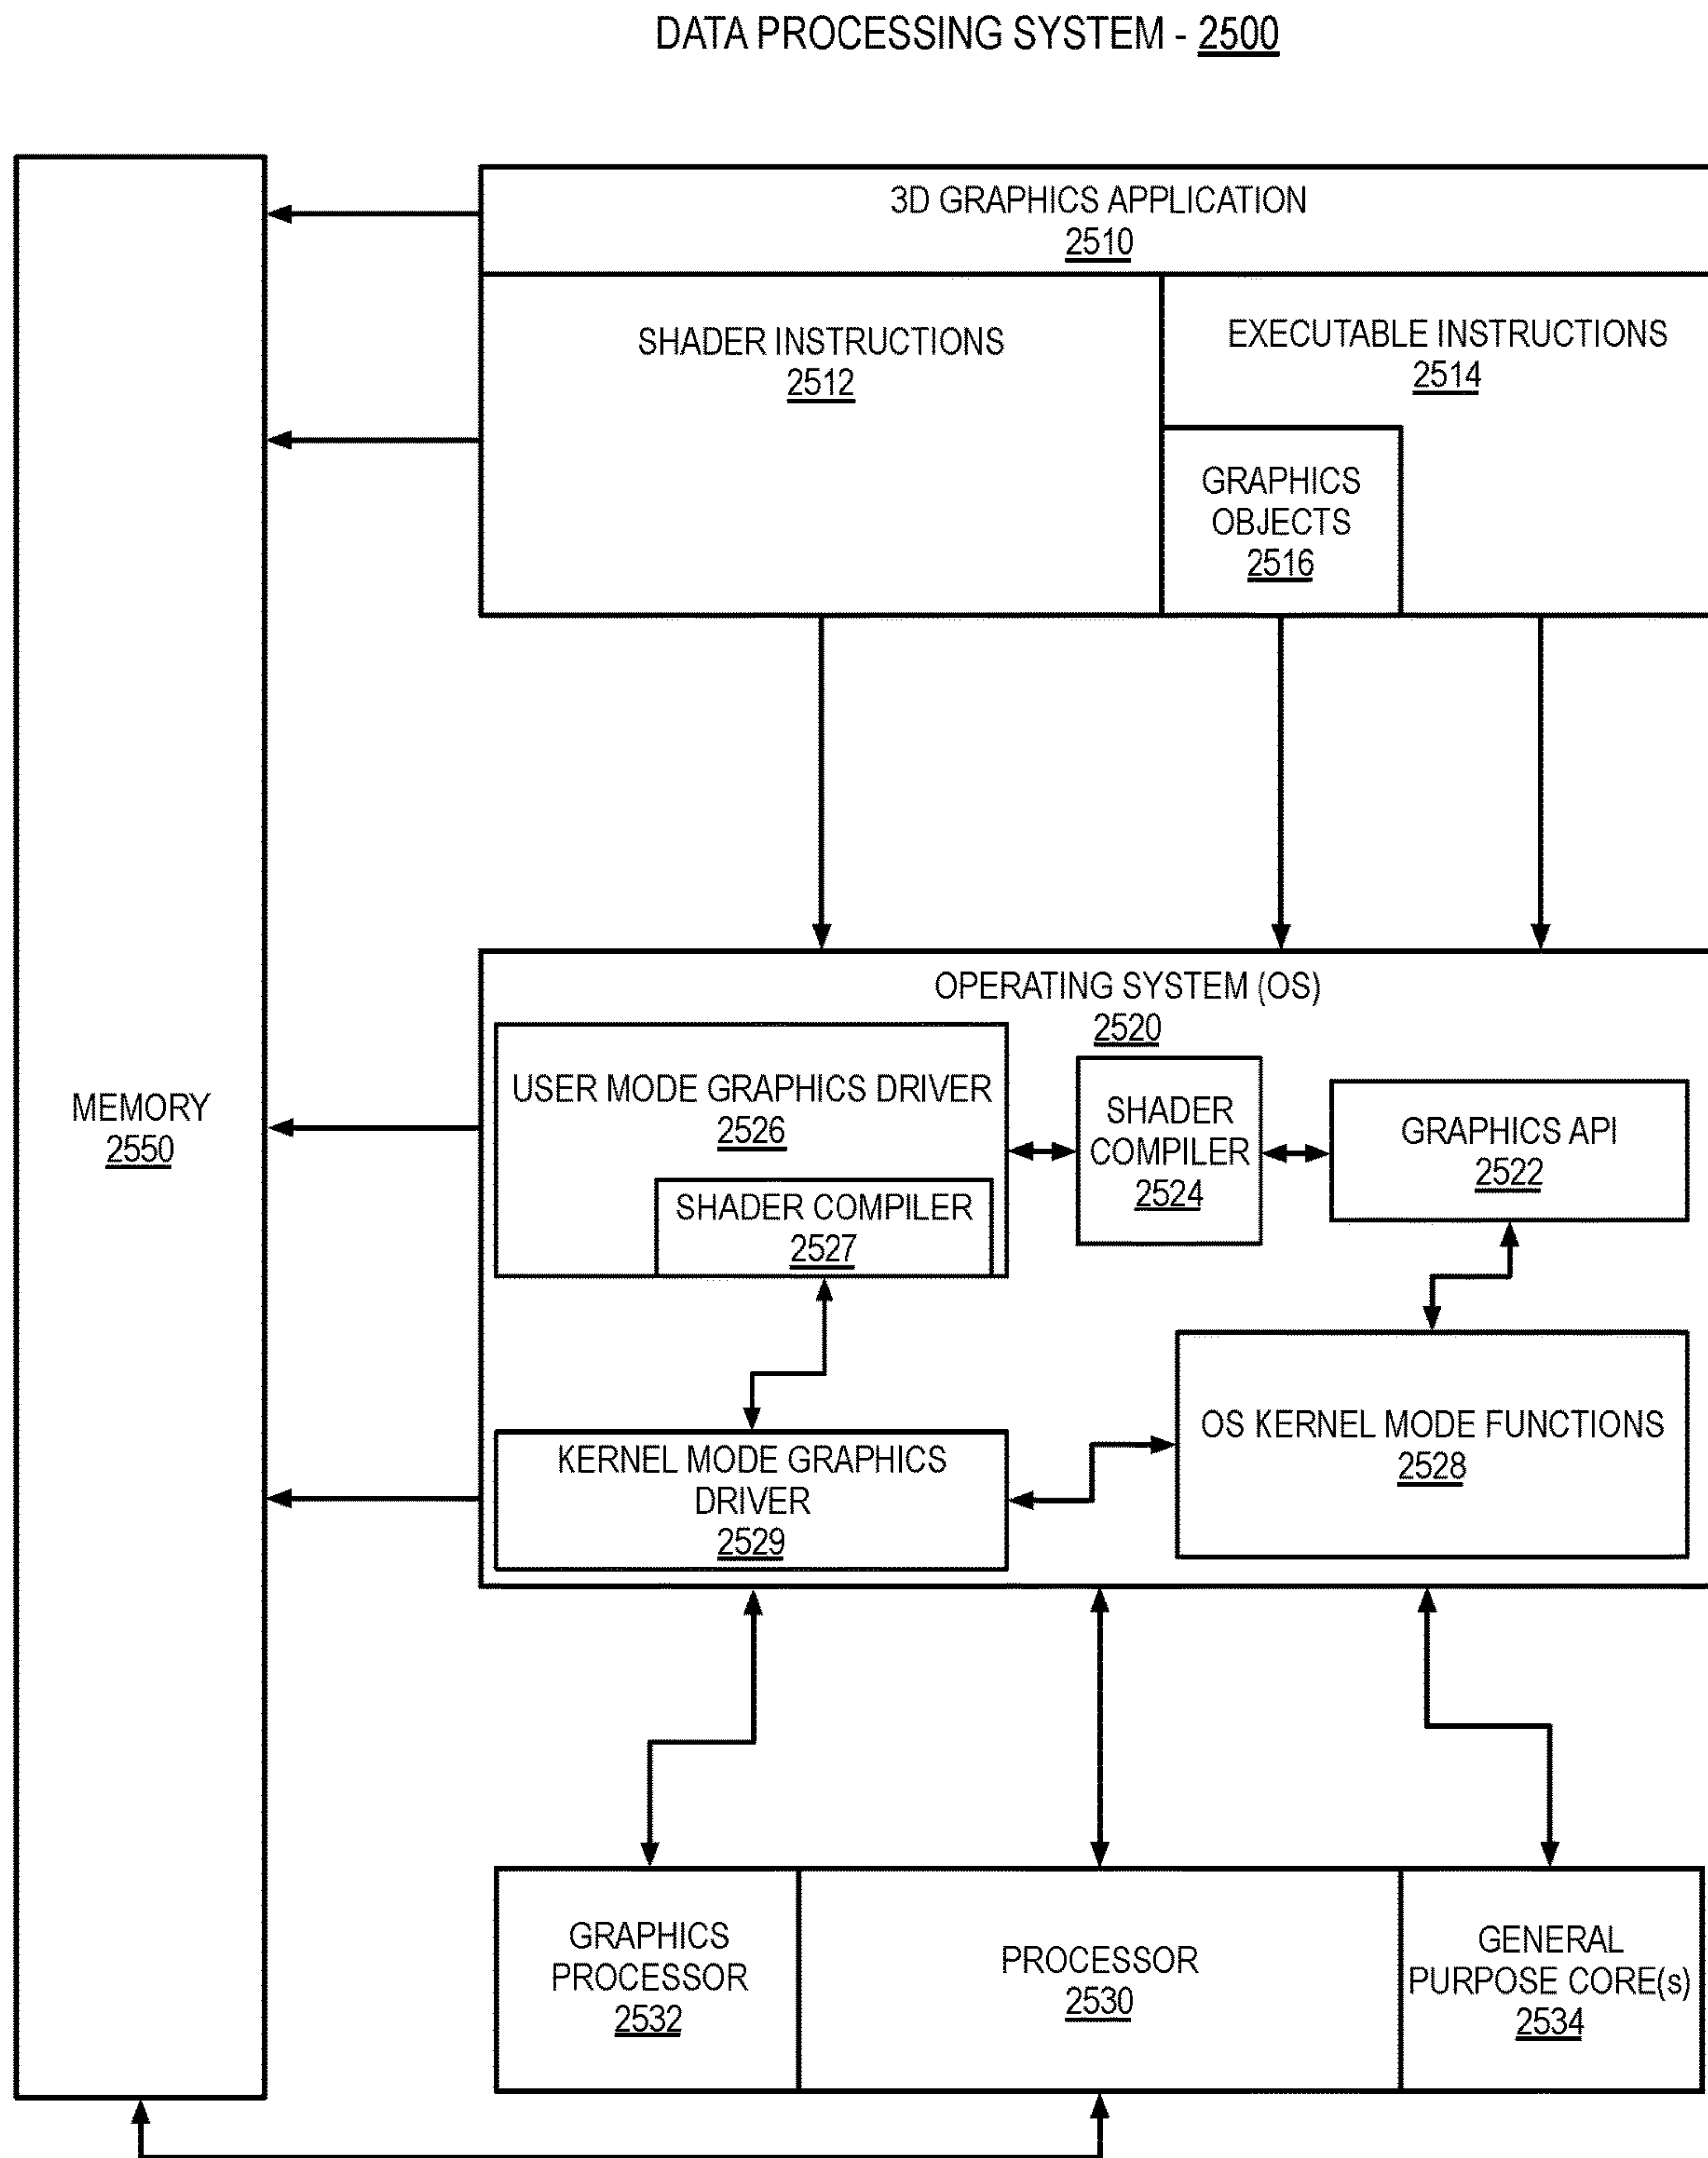 DATA PROCESSING SYSTEM - 2500
3D GRAPHICS APPLICATION
2510
SHADER INSTRUCTIONS
2512
EXECUTABLE INSTRUCTIONS
2514
GRAPHICS
OBJECTS
2516
MEMORY
2550
OPERATING SYSTEM (OS)
2520
USER MODE GRAPHICS DRIVER
2526
SHADER COMPILER
2527
SHADER
COMPILER
2524
GRAPHICS API
2522
KERNEL MODE GRAPHICS
DRIVER
2529
OS KERNEL MODE FUNCTIONS
2528
GRAPHICS
PROCESSOR
2532
PROCESSOR
2530
GENERAL
PURPOSE CORE(s)
2534